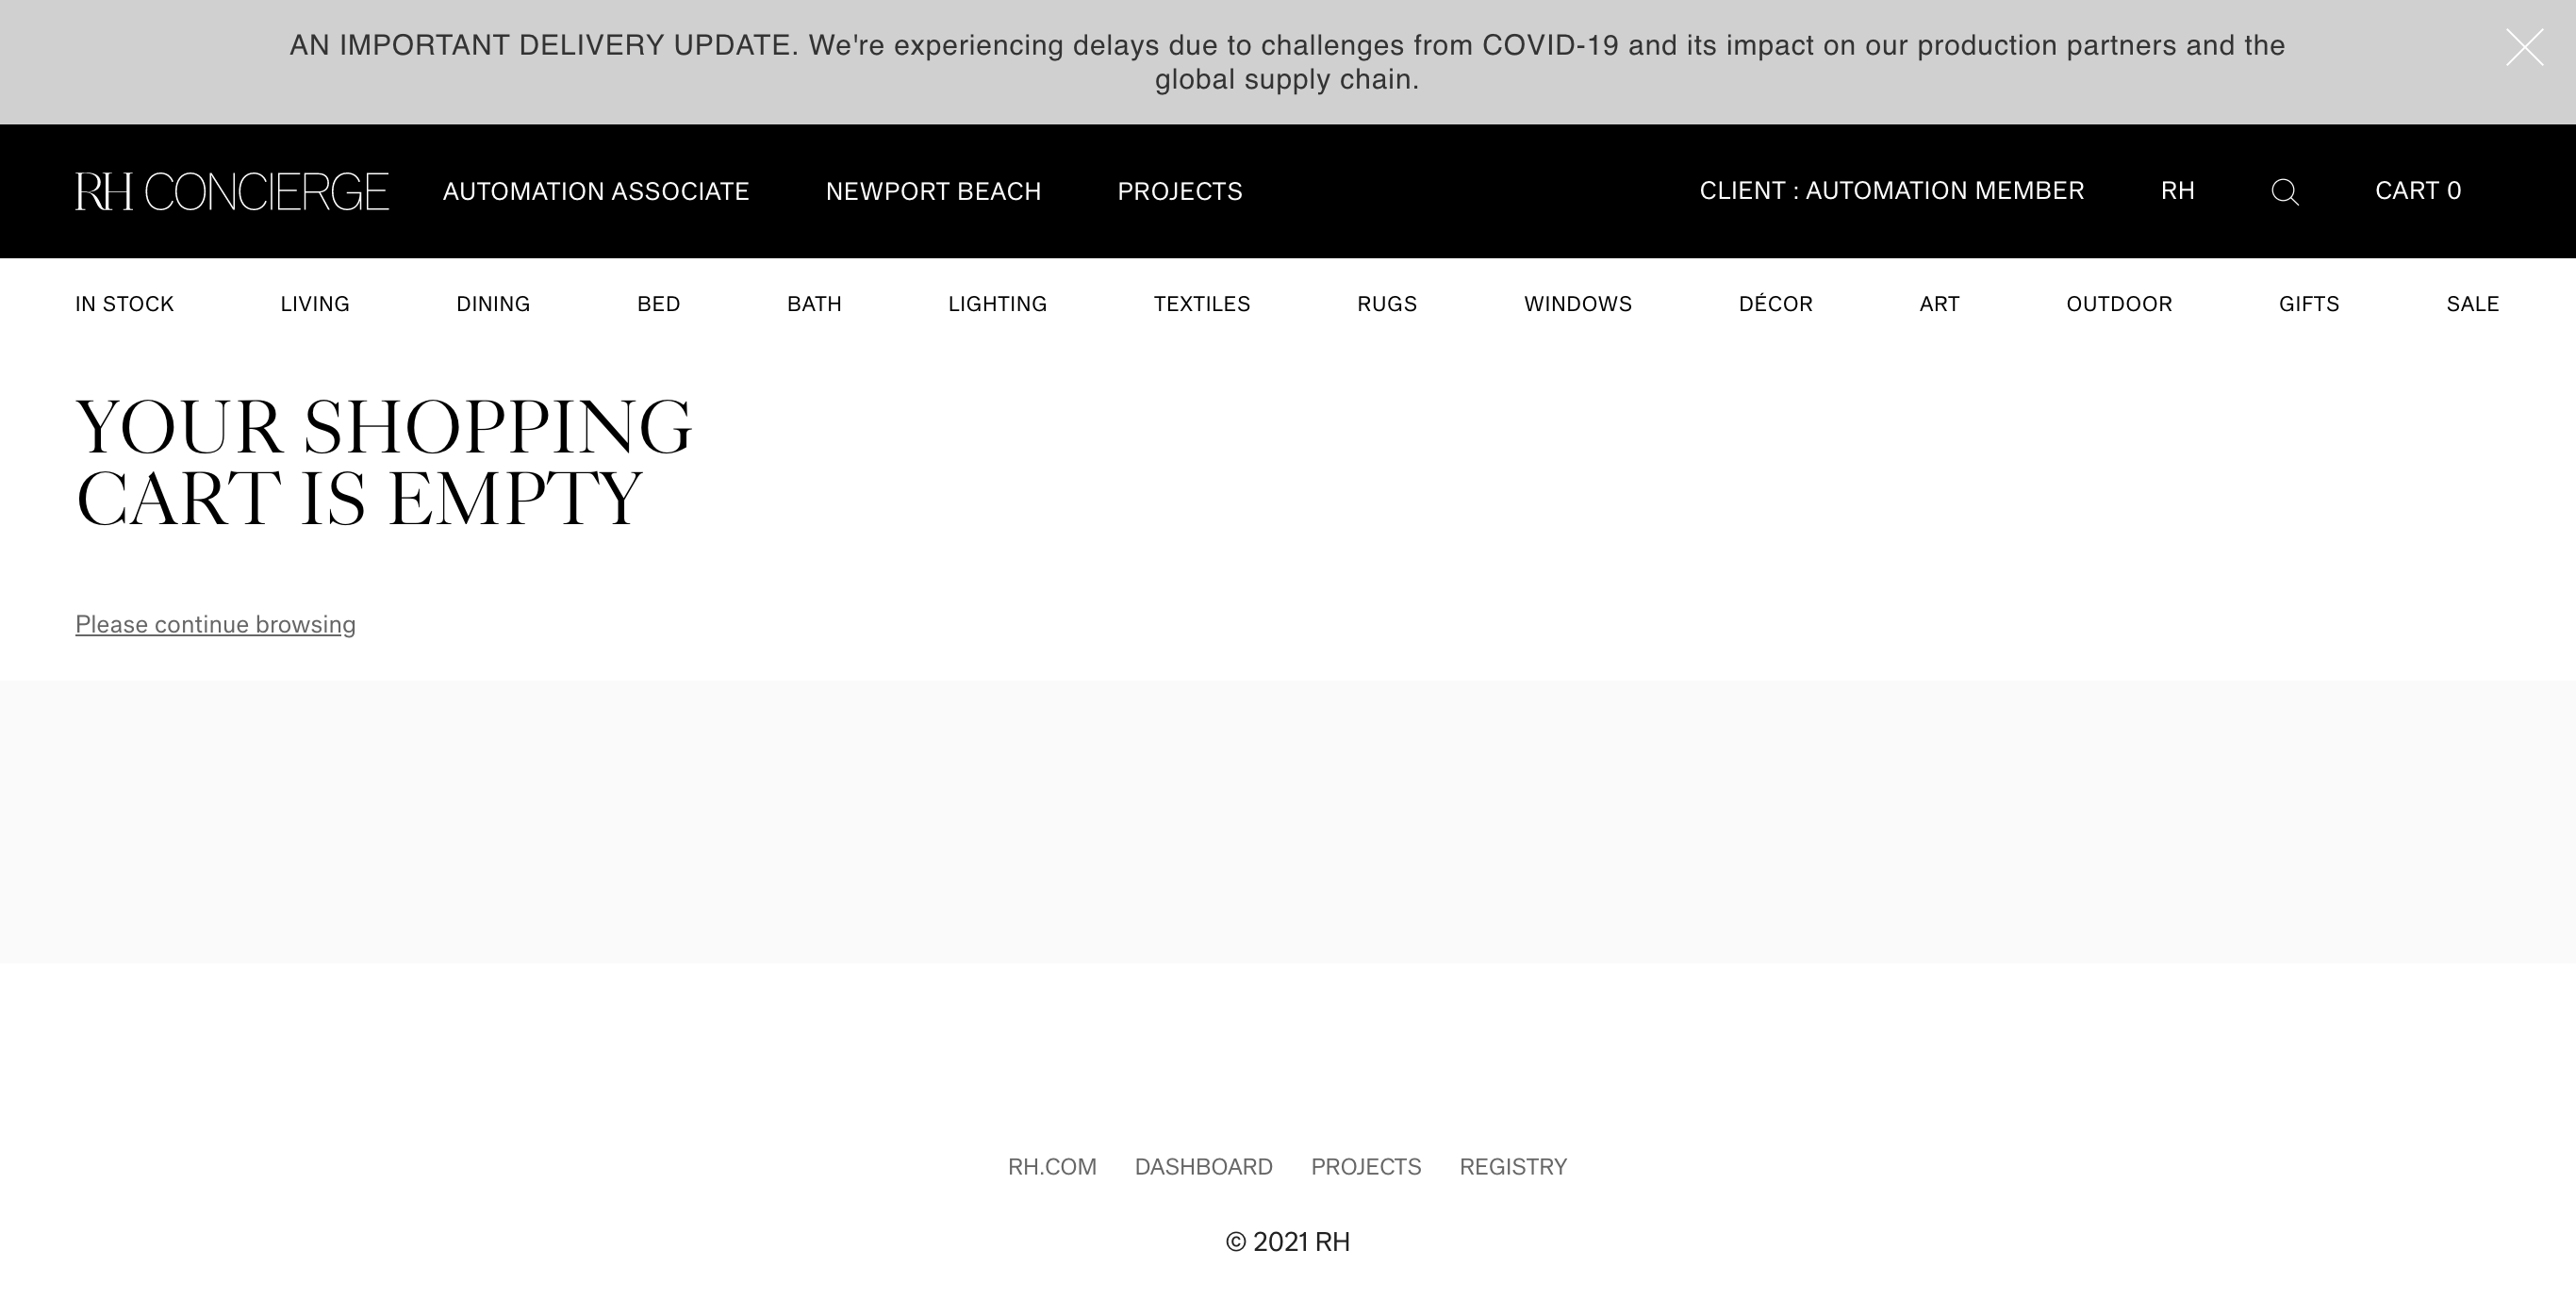 AN IMPORTANT DELIVERY UPDATE. We're experiencing delays due to challenges from COVID-19 and its impact on our production partners and the
global supply chain.
RH CONCIERGE AUTOMATION ASSOCIATE NEWPORT BEACH PROJECTS CLIENT : AUTOMATION MEMBER RH CART 0
IN STOCK LIVING DINING BED BATH LIGHTING TEXTILES RUGS WINDOWS DÉCOR ART OUTDOOR GIFTS SALE
YOUR SHOPPING
CART IS EMPTY
Please continue browsing
RH.COM DASHBOARD PROJECTS REGISTRY
© 2021 RH